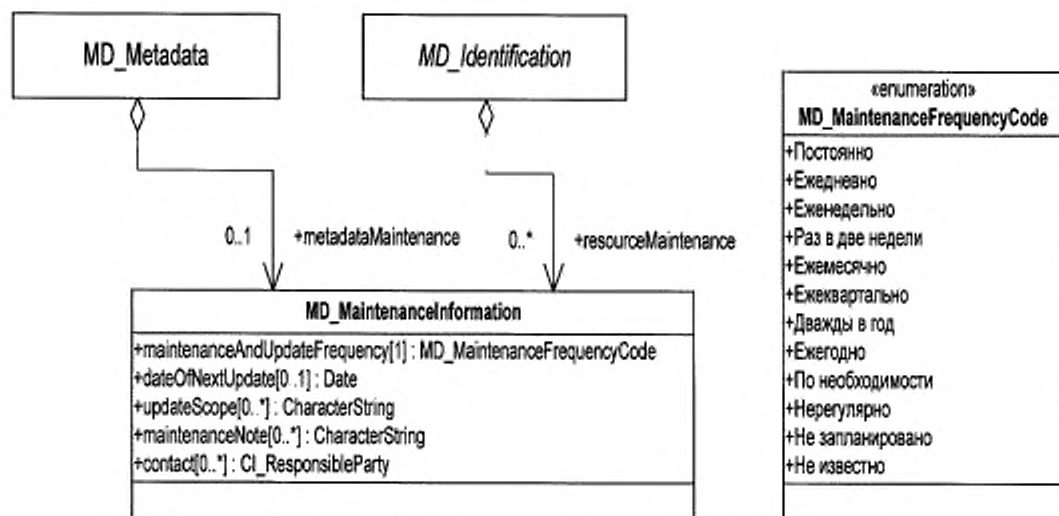 MD_Metadata
MD_Identification
0..1
+metadataMaintenance
0..*
+resourceMaintenance
MD_MaintenanceInformation
+maintenanceAndUpdateFrequency[1] : MD_MaintenanceFrequencyCode
+dateOfNextUpdate[0..1] : Date
+updateScope[0..*] : CharacterString
+maintenanceNote[0..*] : CharacterString
+contact[0..*] : CI_ResponsibleParty
«enumeration»
MD_MaintenanceFrequencyCode
+Постоянно
+Ежедневно
+Еженедельно
+Раз в две недели
+Ежемесячно
+Ежеквартально
+Дважды в год
+Ежегодно
+По необходимости
+Нерегулярно
+Не запланировано
+Не известно